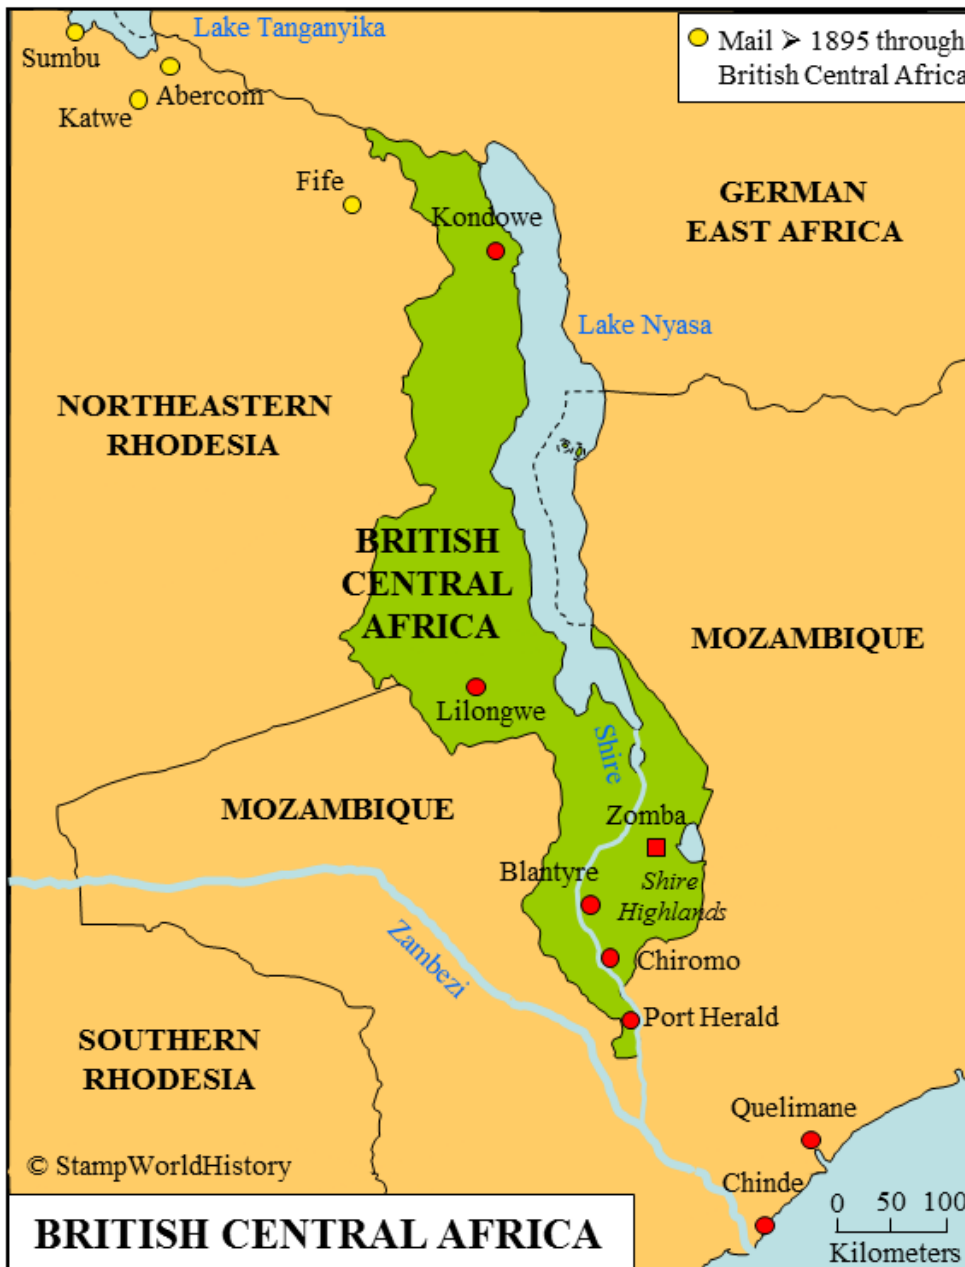 Lake Tanganyika
Mail ➢ 1895 through
British Central Africa
Sumbu
Abercorn
Katwe
Fife
GERMAN
EAST AFRICA
Kondowe
Lake Nyasa
NORTHEASTERN
RHODESIA
BRITISH
CENTRAL
AFRICA
MOZAMBIQUE
Lilongwe
Shire
MOZAMBIQUE
Zomba
Blantyre
Shire
Highlands
Zambezi
Chiromo
Port Herald
SOUTHERN
RHODESIA
Quelimane
© StampWorldHistory
Chinde
0 50 100
Kilometers
BRITISH CENTRAL AFRICA